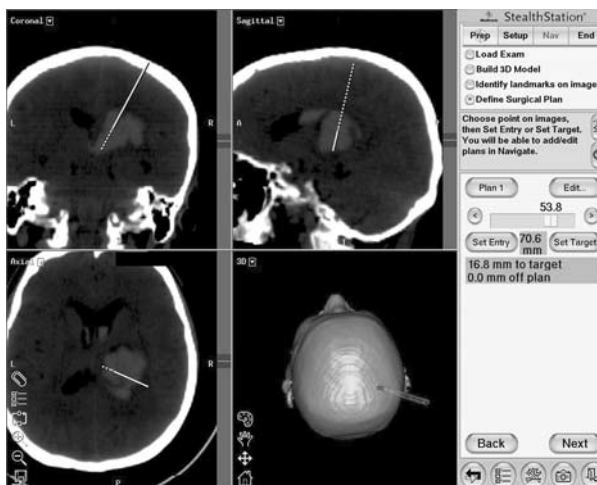 Coronal
L
R
Sagittal
A
Axial
L
R
P
3D
Medtronic
StealthStation
Prep Setup Nav End
Load Exam
Build 3D Model
Identify landmarks on image
Define Surgical Plan
Choose point on images,
then Set Entry or Set Target.
You will be able to add/edit
plans in Navigate.
Plan 1 Edit...
53.8
< >
Set Entry 70.6 mm Set Target
16.8 mm to target
0.0 mm off plan
Back Next